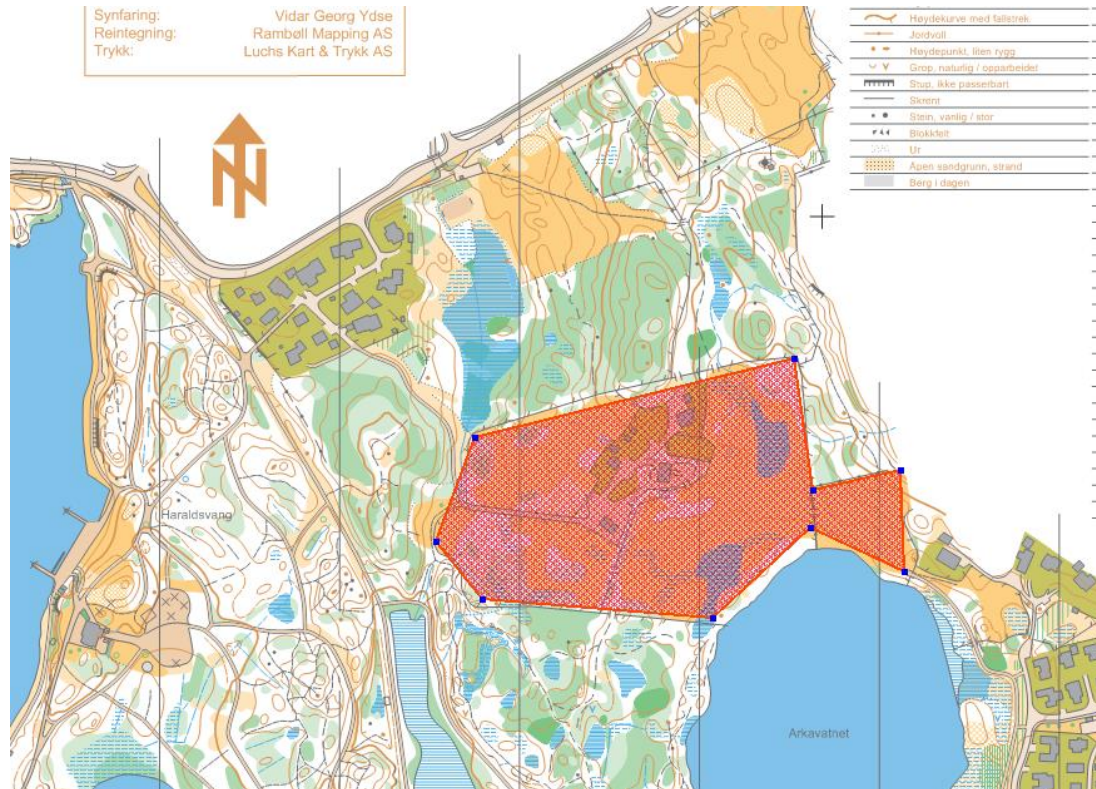 Synfaring: Vidar Georg Ydse
Reintegning: Rambøll Mapping AS
Trykk: Luchs Kart & Trykk AS
Høydekurve med fallstrek
Jordvoll
Høydepunkt, liten rygg
Grop, naturlig / opparbeidet
Stup, ikke passerbart
Skrent
Stein, vanlig / stor
Blokkfelt
Ur
Åpen sandgrunn, strand
Berg i dagen
Haraldsvang
Arkavatnet